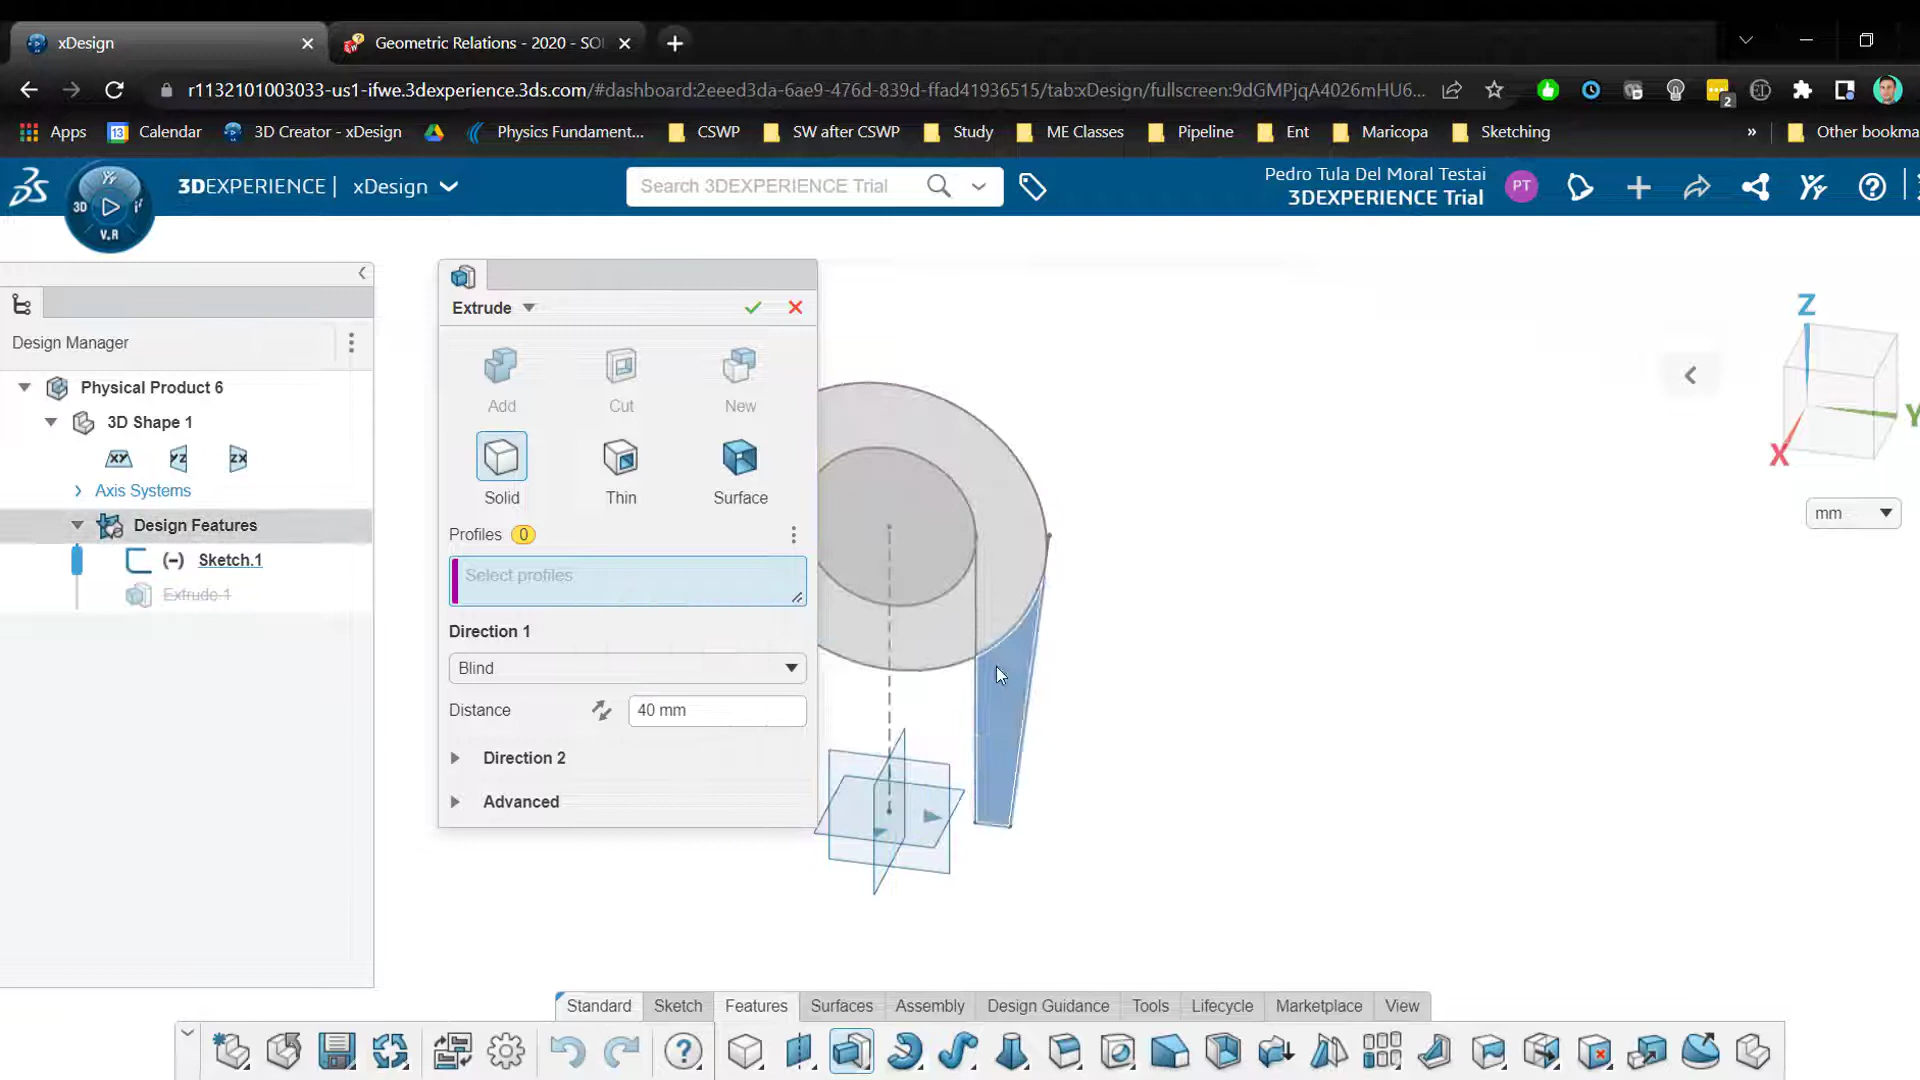 xDesign
Geometric Relations - 2020 - SOl
r1132101003033-us1-ifwe.3dexperience.3ds.com/#dashboard:2eeed3da-6ae9-476d-839d-ffad41936515/tab:xDesign/fullscreen:9dGMPjqA4026mHU6...
2
Apps
13
Calendar
3D Creator - xDesign
Physics Fundament...
CSWP
SW after CSWP
Study
ME Classes
Pipeline
Ent
Maricopa
Sketching
»
Other bookma
3D
V.R
3DEXPERIENCE | xDesign
Search 3DEXPERIENCE Trial
Pedro Tula Del Moral Testai
3DEXPERIENCE Trial
PT
Design Manager
Physical Product 6
3D Shape 1
XY
YZ
ZX
Axis Systems
Design Features
(-) Sketch.1
Extrude 1
Extrude
Add
Cut
New
Solid
Thin
Surface
Profiles 0
Select profiles
Direction 1
Blind
Distance
40 mm
Direction 2
Advanced
Z
Y
X
mm
Standard
Sketch
Features
Surfaces
Assembly
Design Guidance
Tools
Lifecycle
Marketplace
View